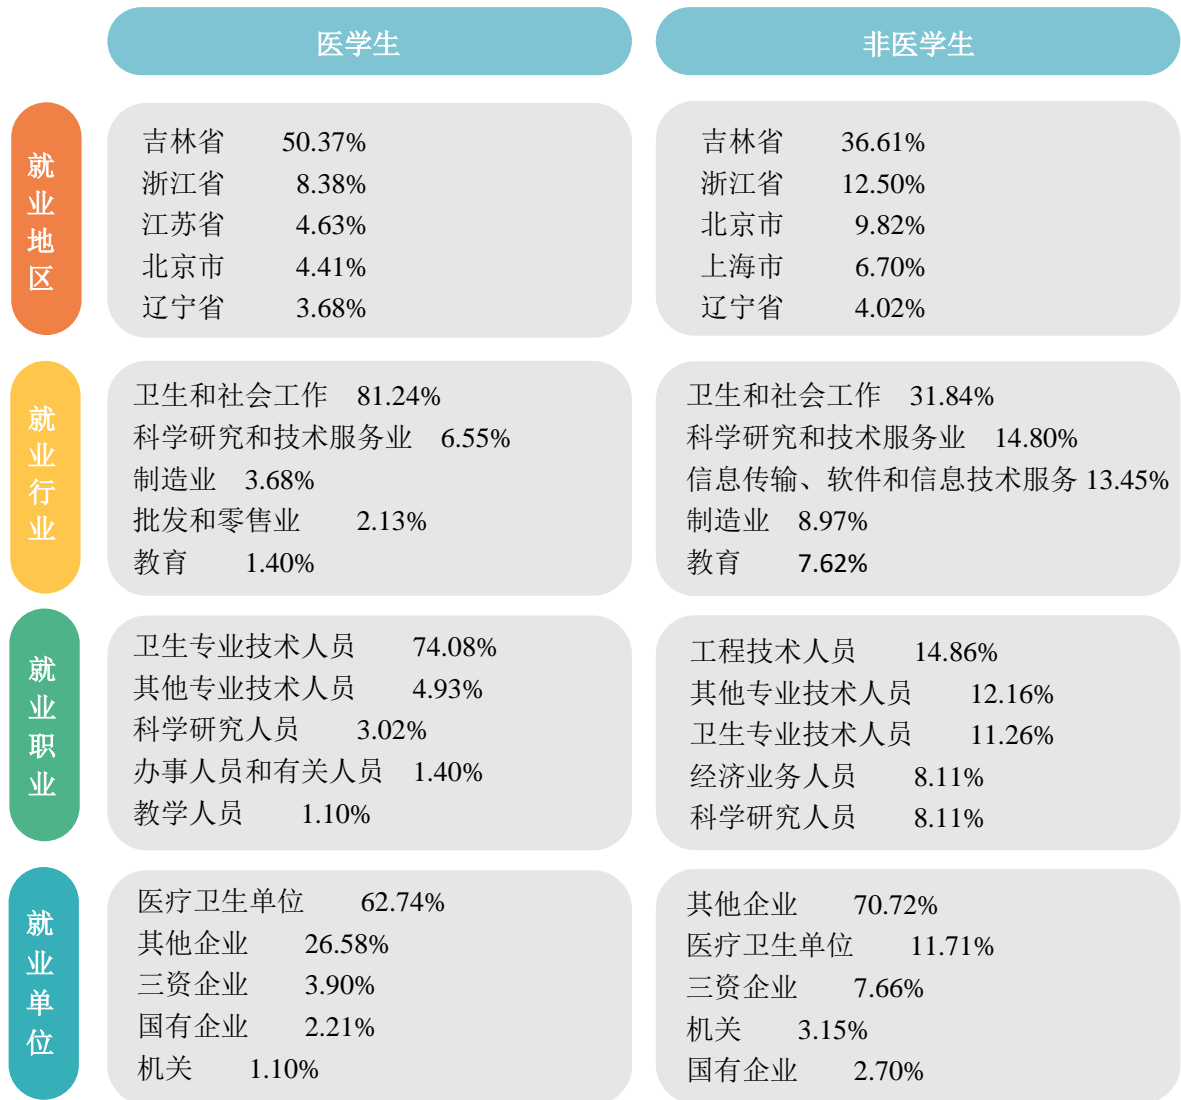 医学生
非医学生
就业地区
吉林省 50.37%
浙江省 8.38%
江苏省 4.63%
北京市 4.41%
辽宁省 3.68%
吉林省 36.61%
浙江省 12.50%
北京市 9.82%
上海市 6.70%
辽宁省 4.02%
就业行业
卫生和社会工作 81.24%
科学研究和技术服务业 6.55%
制造业 3.68%
批发和零售业 2.13%
教育 1.40%
卫生和社会工作 31.84%
科学研究和技术服务业 14.80%
信息传输、软件和信息技术服务 13.45%
制造业 8.97%
教育 7.62%
就业职业
卫生专业技术人员 74.08%
其他专业技术人员 4.93%
科学研究人员 3.02%
办事人员和有关人员 1.40%
教学人员 1.10%
工程技术人员 14.86%
其他专业技术人员 12.16%
卫生专业技术人员 11.26%
经济业务人员 8.11%
科学研究人员 8.11%
就业单位
医疗卫生单位 62.74%
其他企业 26.58%
三资企业 3.90%
国有企业 2.21%
机关 1.10%
其他企业 70.72%
医疗卫生单位 11.71%
三资企业 7.66%
机关 3.15%
国有企业 2.70%